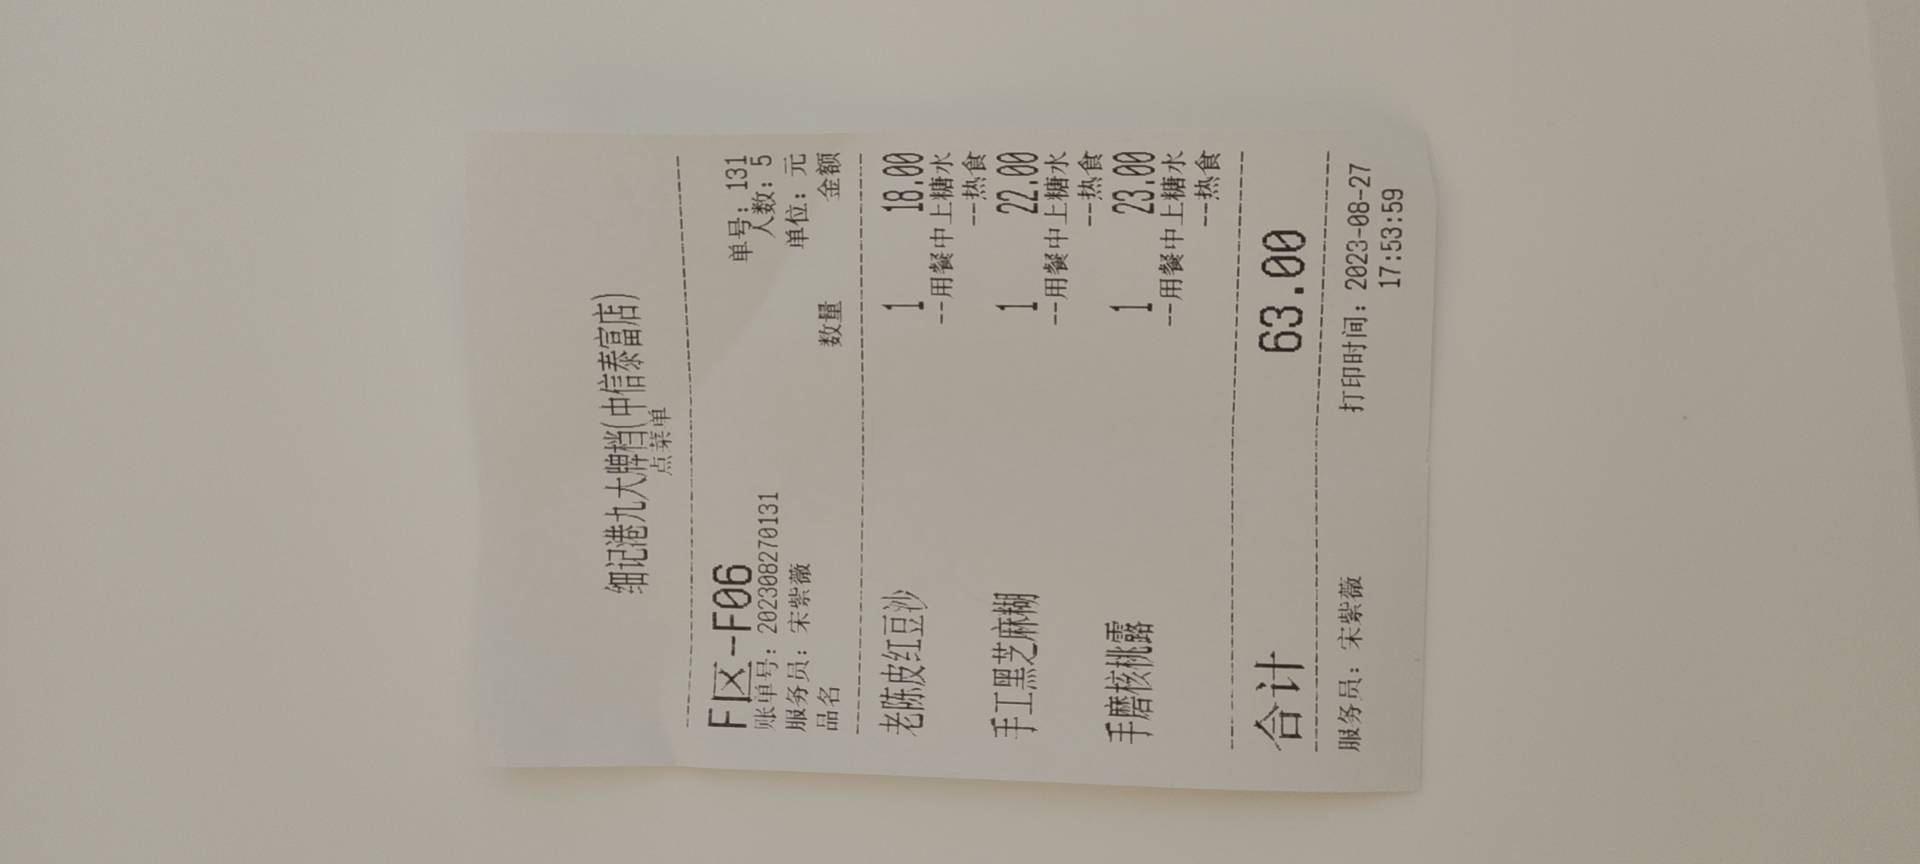 细记港九大牌档(中信泰富店)
点菜单
F区--F06 单号: 131
账单号: 202308270131 人数: 5
服务员: 宋紫薇 单位: 元
品名 数量 金额
老陈皮红豆沙 1 18.00
--用餐中上糖水
--热食
手工黑芝麻糊 1 22.00
--用餐中上糖水
--热食
手磨核桃露 1 23.00
--用餐中上糖水
--热食
合计 63.00
服务员: 宋紫薇 打印时间: 2023-08-27
17:53:59